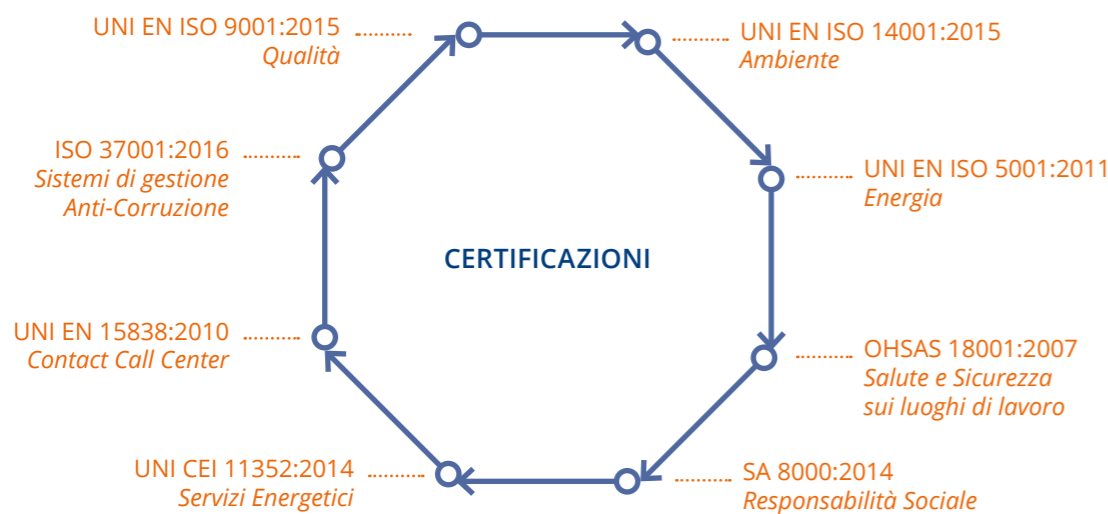 UNI EN ISO 9001:2015
Qualità
UNI EN ISO 14001:2015
Ambiente
ISO 37001:2016
Sistemi di gestione
Anti-Corruzione
UNI EN ISO 5001:2011
Energia
CERTIFICAZIONI
UNI EN 15838:2010
Contact Call Center
OHSAS 18001:2007
Salute e Sicurezza
sui luoghi di lavoro
UNI CEI 11352:2014
Servizi Energetici
SA 8000:2014
Responsabilità Sociale